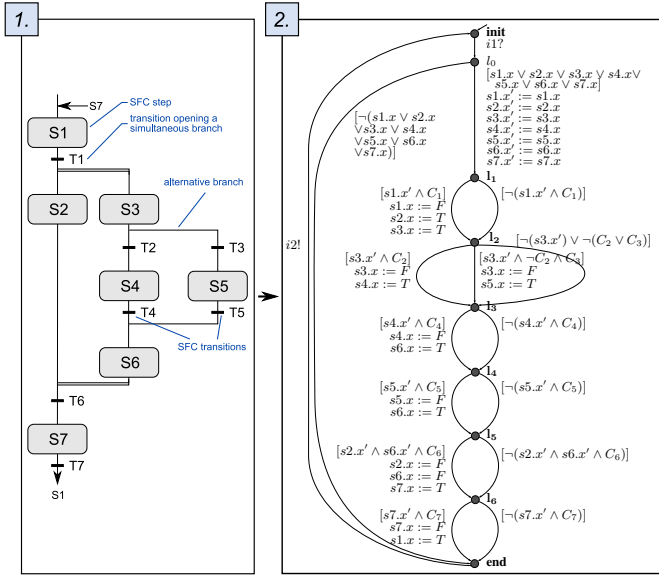 1.
S7
SFC step
S1
transition opening a
simultaneous branch
T1
alternative branch
S2
S3
T2
T3
S4
S5
T4
T5
SFC transitions
S6
T6
S7
T7
S1
2.
init
i1?
l₀
[s1.x ∨ s2.x ∨ s3.x ∨ s4.x∨
s5.x ∨ s6.x ∨ s7.x]
s1.x′ := s1.x
s2.x′ := s2.x
s3.x′ := s3.x
s4.x′ := s4.x
s5.x′ := s5.x
s6.x′ := s6.x
s7.x′ := s7.x
[¬(s1.x ∨ s2.x
∨s3.x ∨ s4.x
∨s5.x ∨ s6.x
∨s7.x)]
l₁
[s1.x′ ∧ C₁]
s1.x := F
s2.x := T
s3.x := T
[¬(s1.x′ ∧ C₁)]
l₂
[¬(s3.x′) ∨ ¬(C₂ ∨ C₃)]
i2!
[s3.x′ ∧ C₂]
s3.x := F
s4.x := T
[s3.x′ ∧ ¬C₂ ∧ C₃]
s3.x := F
s5.x := T
l₃
[s4.x′ ∧ C₄]
s4.x := F
s6.x := T
[¬(s4.x′ ∧ C₄)]
l₄
[s5.x′ ∧ C₅]
s5.x := F
s6.x := T
[¬(s5.x′ ∧ C₅)]
l₅
[s2.x′ ∧ s6.x′ ∧ C₆]
s2.x := F
s6.x := F
s7.x := T
[¬(s2.x′ ∧ s6.x′ ∧ C₆)]
l₆
[s7.x′ ∧ C₇]
s7.x := F
s1.x := T
[¬(s7.x′ ∧ C₇)]
end